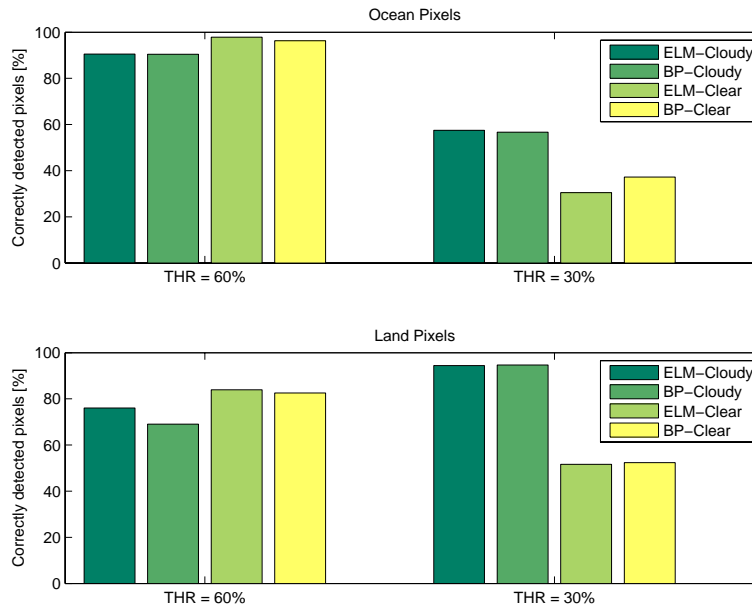 Ocean Pixels
Correctly detected pixels [%]
100
80
60
40
20
0
THR = 60%
THR = 30%
ELM−Cloudy
BP−Cloudy
ELM−Clear
BP−Clear
Land Pixels
Correctly detected pixels [%]
100
80
60
40
20
0
THR = 60%
THR = 30%
ELM−Cloudy
BP−Cloudy
ELM−Clear
BP−Clear